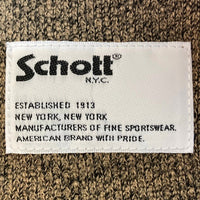 Schott®
N.Y.C.
ESTABLISHED 1913
NEW YORK, NEW YORK
MANUFACTURERS OF FINE SPORTSWEAR.
AMERICAN BRAND WITH PRIDE.